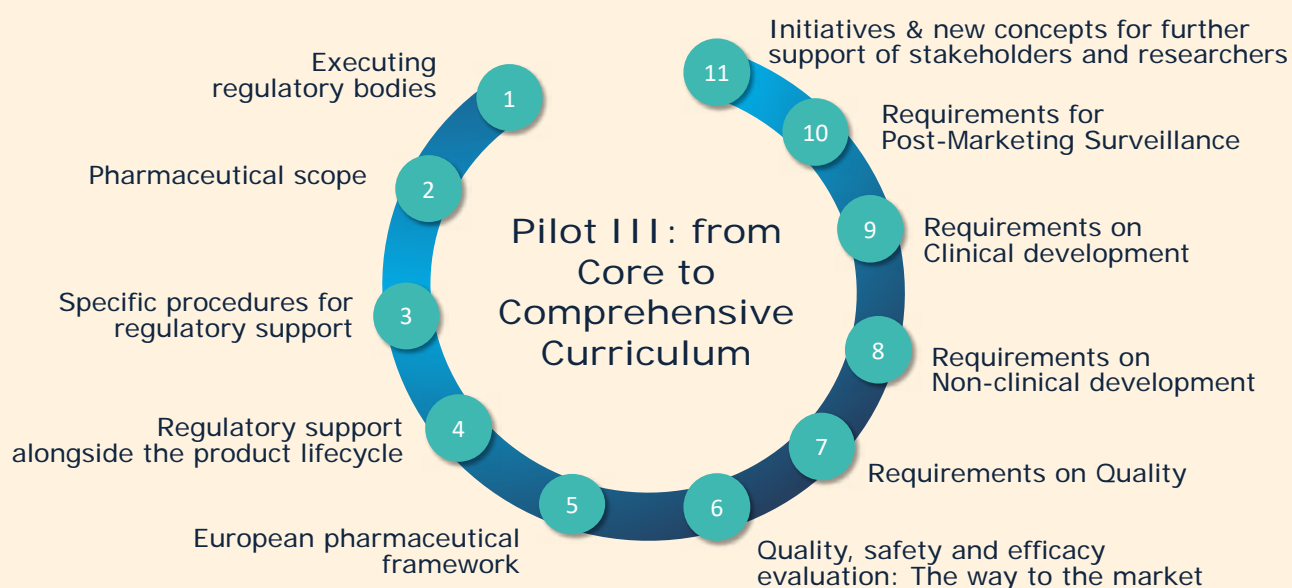 Pilot III: from
Core to
Comprehensive
Curriculum
1
Executing
regulatory bodies
2
Pharmaceutical scope
3
Specific procedures for
regulatory support
4
Regulatory support
alongside the product lifecycle
5
European pharmaceutical
framework
6
Quality, safety and efficacy
evaluation: The way to the market
7
Requirements on Quality
8
Requirements on
Non-clinical development
9
Requirements on
Clinical development
10
Requirements for
Post-Marketing Surveillance
11
Initiatives & new concepts for further
support of stakeholders and researchers